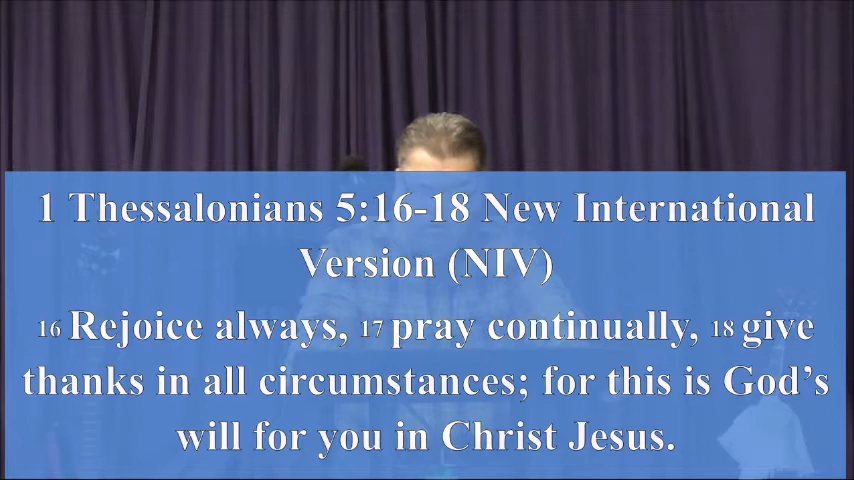 1 Thessalonians 5:16-18 New International
Version (NIV)
16 Rejoice always, 17 pray continually, 18 give
thanks in all circumstances; for this is God’s
will for you in Christ Jesus.